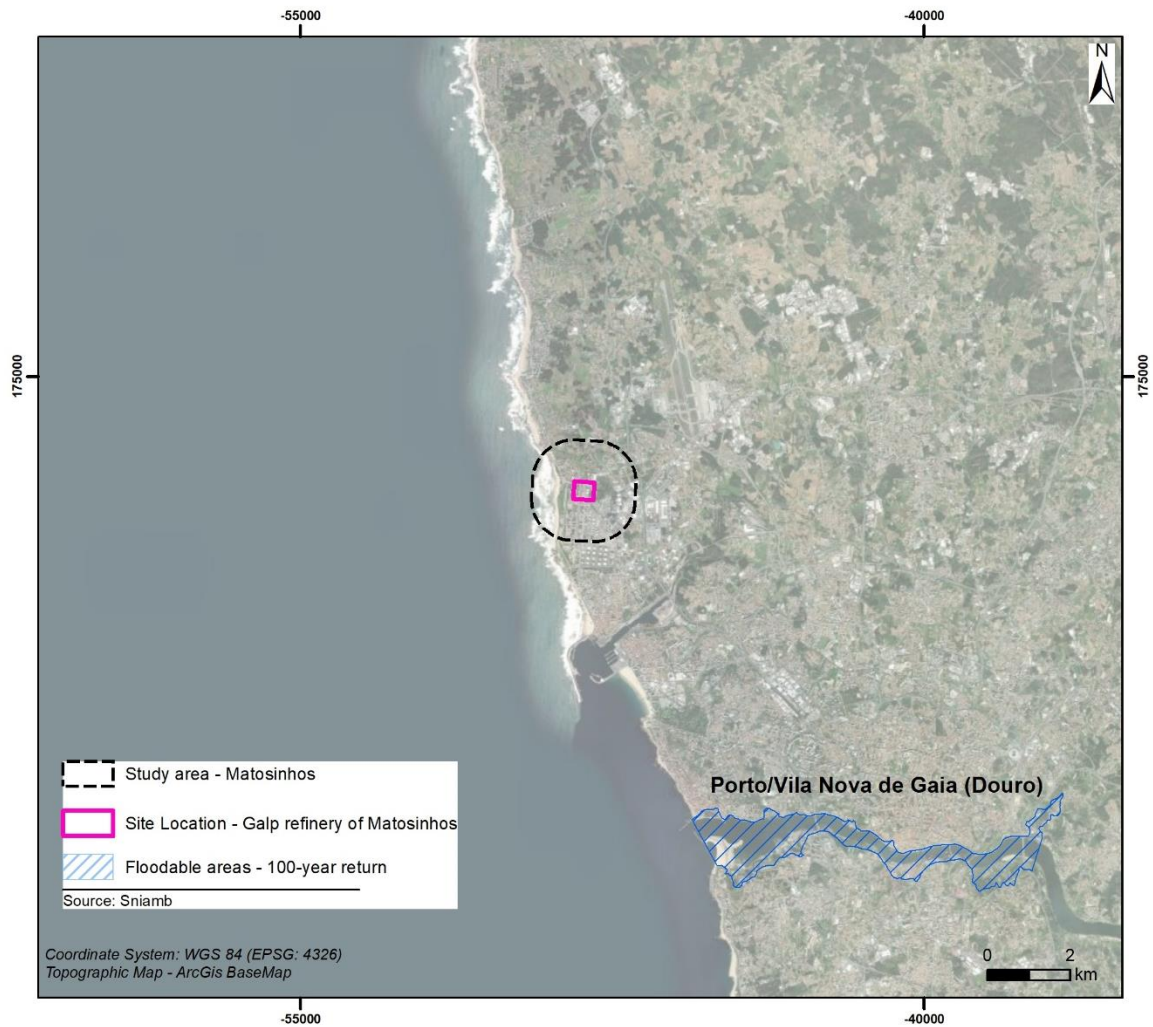 -55000
-40000
N
175000
175000
Porto/Vila Nova de Gaia (Douro)
Study area - Matosinhos
Site Location - Galp refinery of Matosinhos
Floodable areas - 100-year return
Source: Sniamb
Coordinate System: WGS 84 (EPSG: 4326)
Topographic Map - ArcGis BaseMap
0 2
km
-55000
-40000